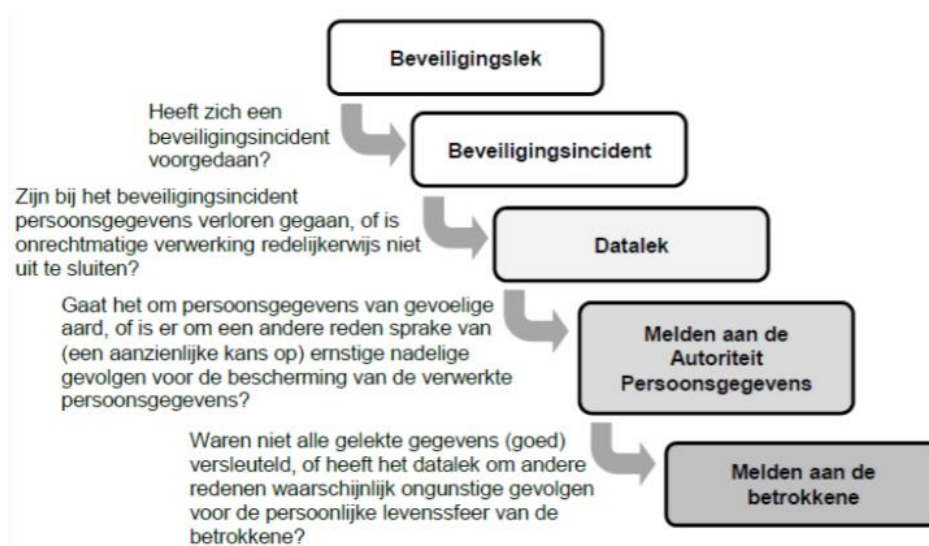 Beveiligingslek
Heeft zich een
beveiligingsincident
voorgedaan?
Beveiligingsincident
Zijn bij het beveiligingsincident
persoonsgegevens verloren gegaan, of is
onrechtmatige verwerking redelijkerwijs niet
uit te sluiten?
Datalek
Gaat het om persoonsgegevens van gevoelige
aard, of is er om een andere reden sprake van
(een aanzienlijke kans op) ernstige nadelige
gevolgen voor de bescherming van de verwerkte
persoonsgegevens?
Melden aan de
Autoriteit
Persoonsgegevens
Waren niet alle gelekte gegevens (goed)
versleuteld, of heeft het datalek om andere
redenen waarschijnlijk ongunstige gevolgen
voor de persoonlijke levenssfeer van de
betrokkene?
Melden aan de
betrokkene